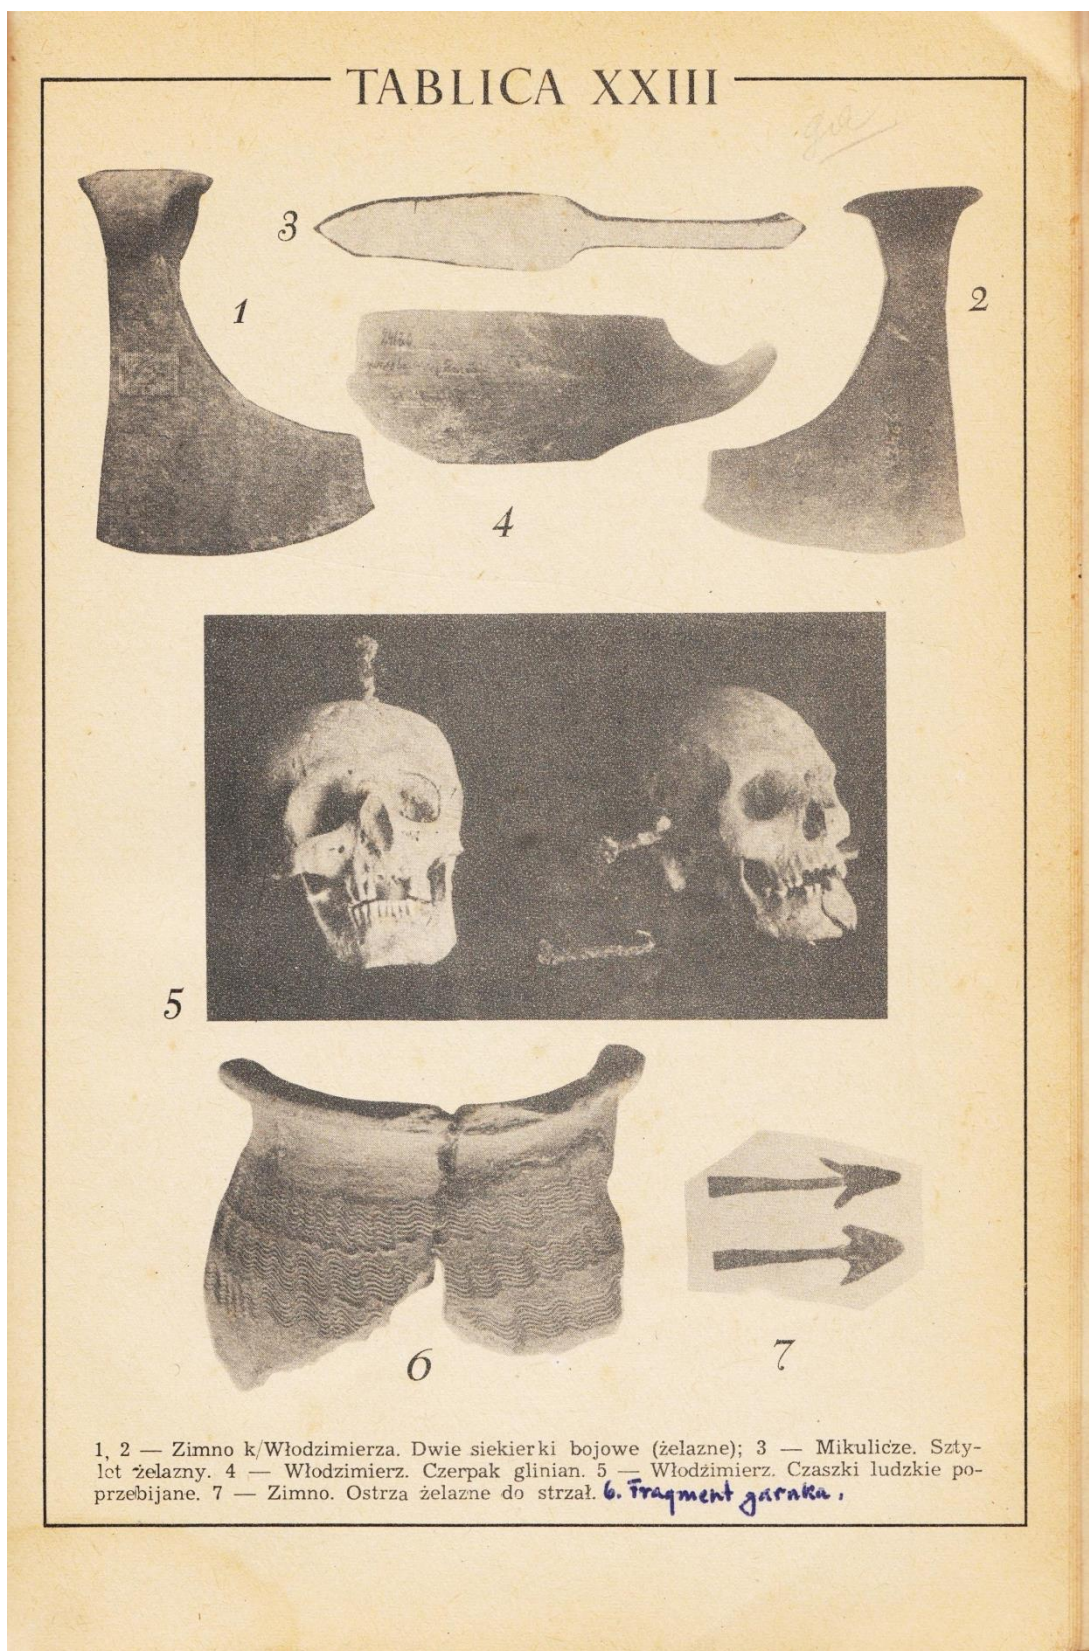 TABLICA XXIII
3
1
2
4
5
6
7
1, 2 — Zimno k/Włodzimierza. Dwie siekierki bojowe (żelazne); 3 — Mikulicze. Szty-
let żelazny. 4 — Włodzimierz. Czerpak glinian. 5 — Włodzimierz. Czaszki ludzkie po-
przebijane. 7 — Zimno. Ostrza żelazne do strzał. 6. Fragment garnka.